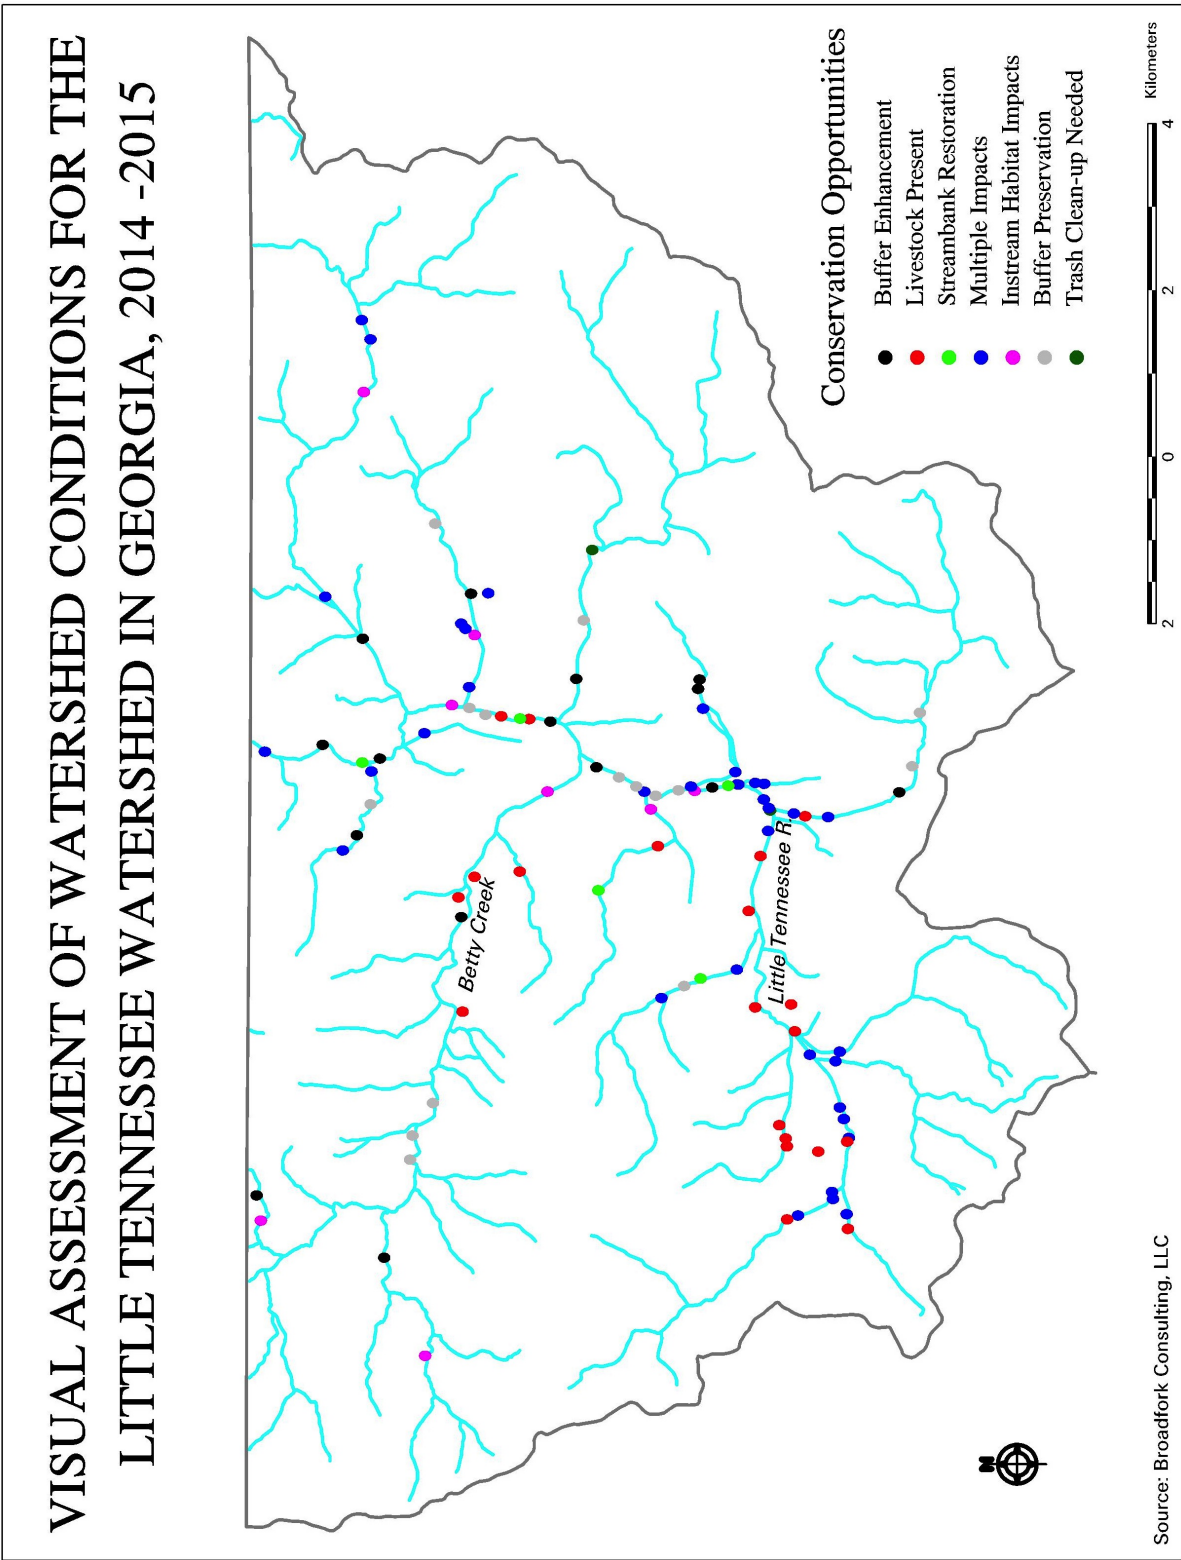 VISUAL ASSESSMENT OF WATERSHED CONDITIONS FOR THE
LITTLE TENNESSEE WATERSHED IN GEORGIA, 2014 -2015
Betty Creek
Little Tennessee R.
Conservation Opportunities
Buffer Enhancement
Livestock Present
Streambank Restoration
Multiple Impacts
Instream Habitat Impacts
Buffer Preservation
Trash Clean-up Needed
N
2 0 2 4
Kilometers
Source: Broadfork Consulting, LLC